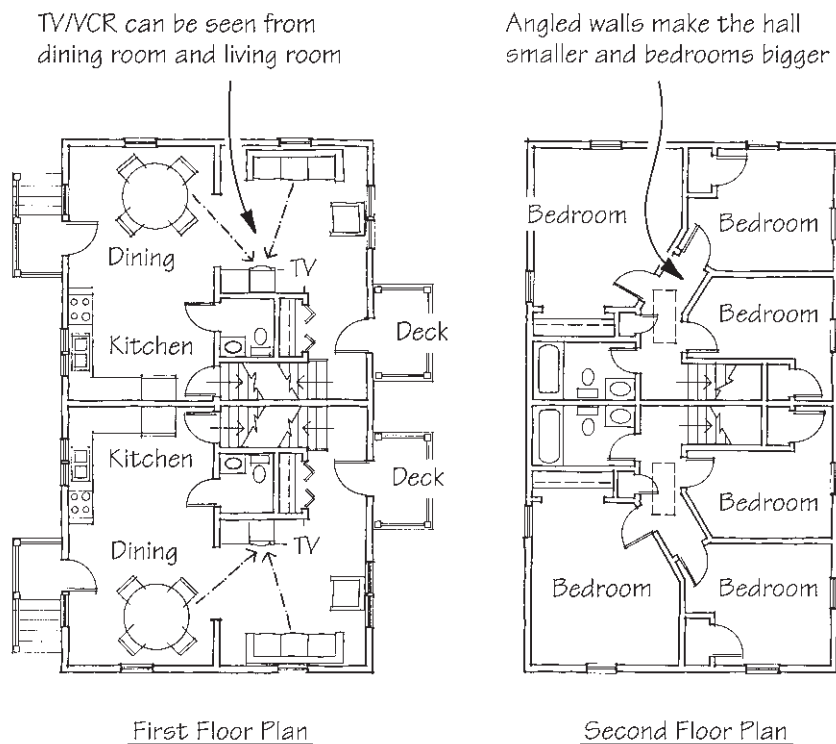 TV/VCR can be seen from
dining room and living room
Angled walls make the hall
smaller and bedrooms bigger
Dining
TV
Kitchen
Deck
Kitchen
Deck
Dining
TV
First Floor Plan
Bedroom
Bedroom
Bedroom
Bedroom
Bedroom
Bedroom
Second Floor Plan